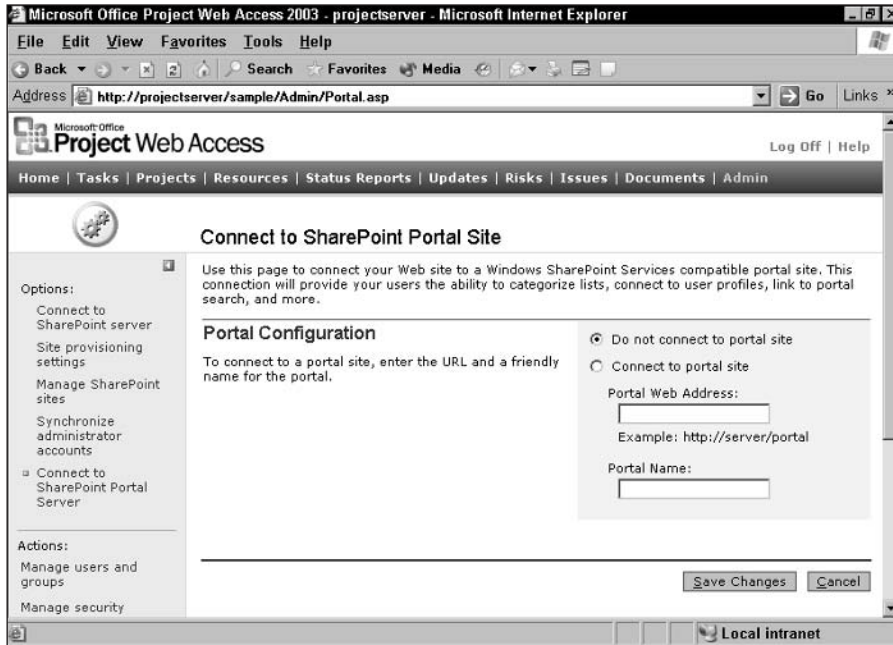 Microsoft Office Project Web Access 2003 - projectserver - Microsoft Internet Explorer
File Edit View Favorites Tools Help
Back Search Favorites Media
Address http://projectserver/sample/Admin/Portal.asp Go Links »
Microsoft Office
Project Web Access
Log Off | Help
Home | Tasks | Projects | Resources | Status Reports | Updates | Risks | Issues | Documents | Admin
Connect to SharePoint Portal Site
Use this page to connect your Web site to a Windows SharePoint Services compatible portal site. This
connection will provide your users the ability to categorize lists, connect to user profiles, link to portal
search, and more.
Options:
Connect to
SharePoint server
Site provisioning
settings
Manage SharePoint
sites
Synchronize
administrator
accounts
Connect to
SharePoint Portal
Server
Actions:
Manage users and
groups
Manage security
Portal Configuration
To connect to a portal site, enter the URL and a friendly
name for the portal.
Do not connect to portal site
Connect to portal site
Portal Web Address:
Example: http://server/portal
Portal Name:
Save Changes Cancel
Local intranet